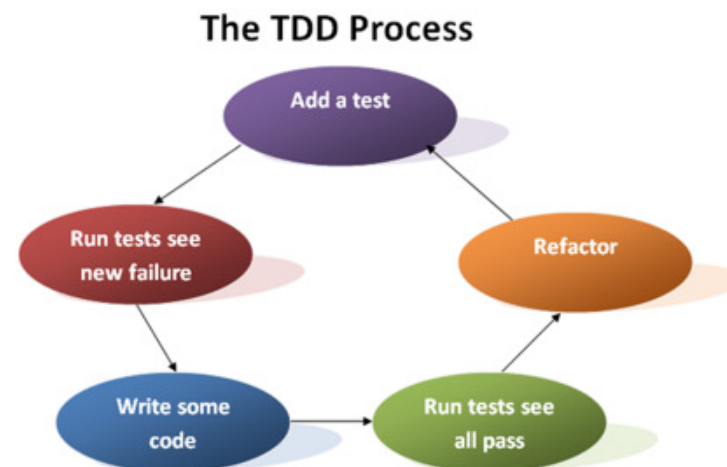 The TDD Process
Add a test
Run tests see
new failure
Write some
code
Run tests see
all pass
Refactor